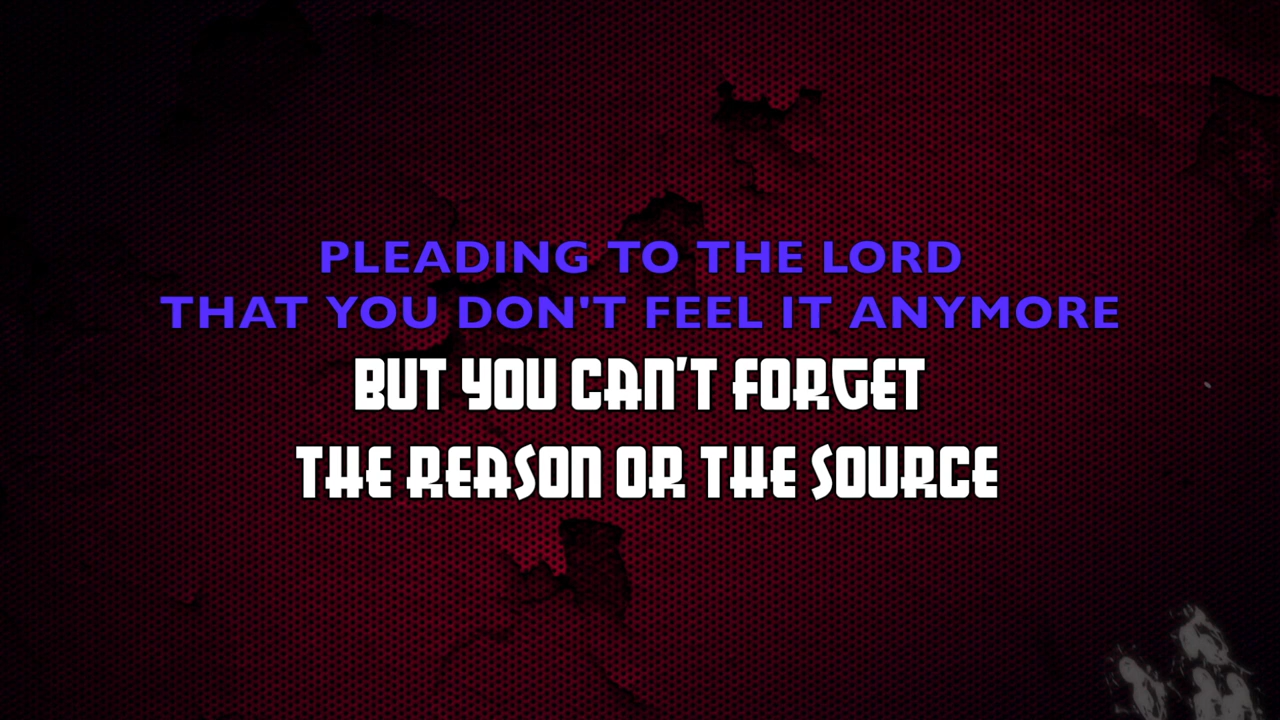 PLEADING TO THE LORD
THAT YOU DON'T FEEL IT ANYMORE
BUT YOU CAN'T FORGET
THE REASON OR THE SOURCE